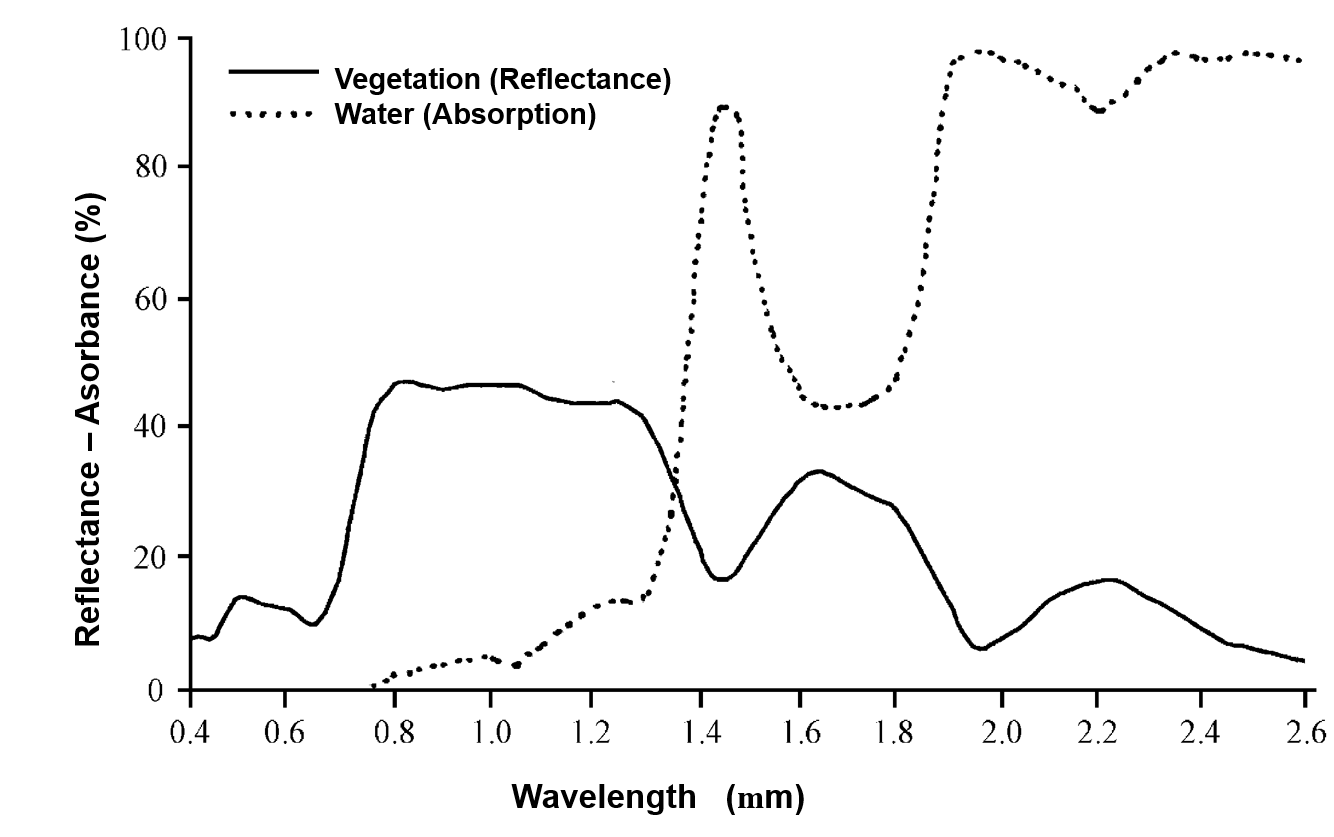 100
Vegetation (Reflectance)
Water (Absorption)
80
60
40
20
0
Reflectance – Asorbance (%)
0.4 0.6 0.8 1.0 1.2 1.4 1.6 1.8 2.0 2.2 2.4 2.6
Wavelength (mm)